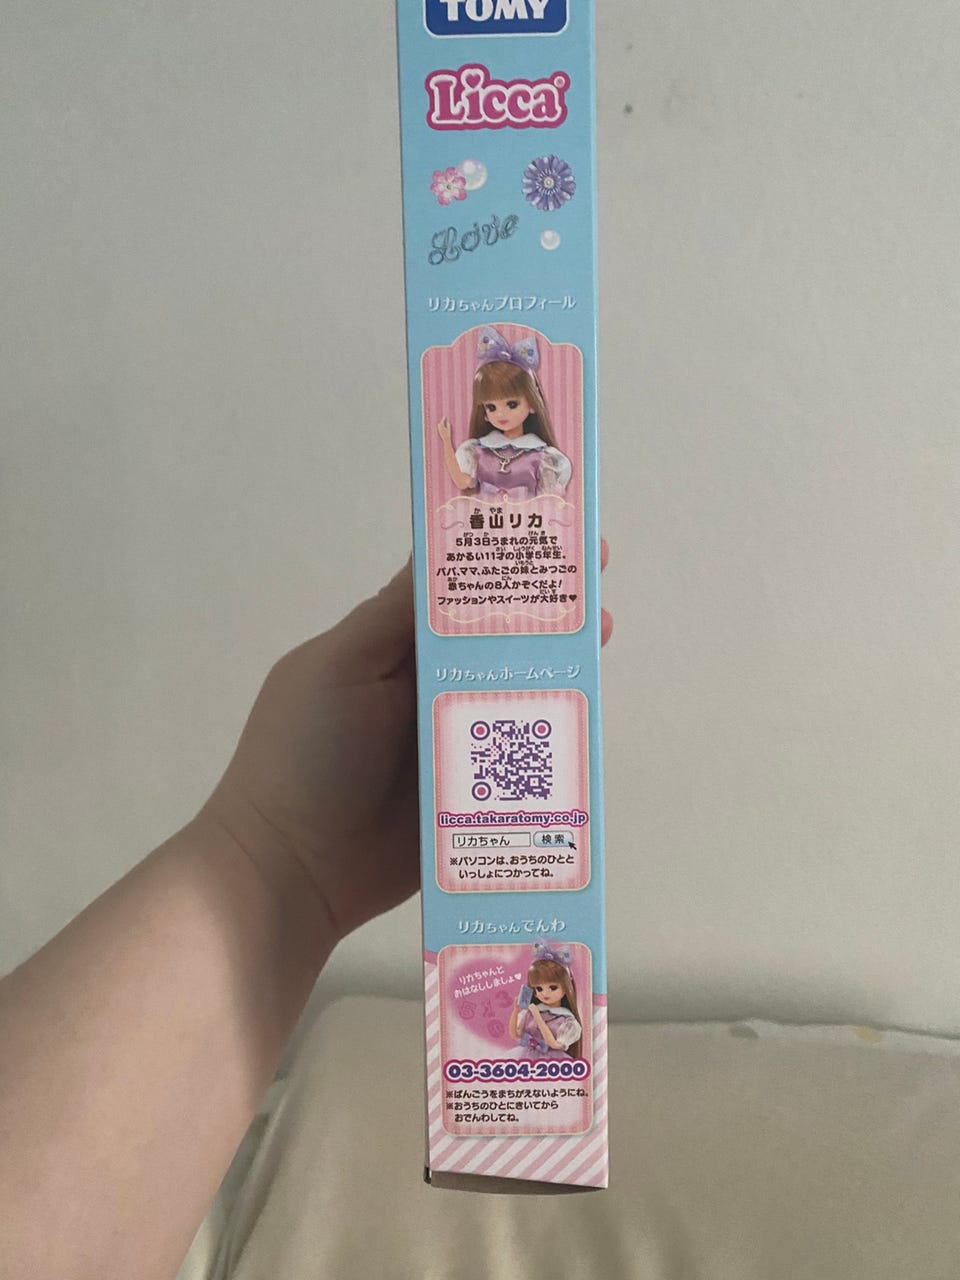 TOMY
Licca®
Love
リカちゃんプロフィール
香山リカ
5月3日うまれの元気で
あかるい11才の小学5年生。
パパ、ママ、ふたごの妹とみつごの
赤ちゃんの8人かぞくだよ!
ファッションやスイーツが大好き♥
リカちゃんホームページ
licca.takaratomy.co.jp
リカちゃん 検索
※パソコンは、おうちのひとと
いっしょにつかってね。
リカちゃんでんわ
リカちゃんと
おはなししましょ♥
03-3604-2000
※ばんごうをまちがえないようにね。
※おうちのひとにきいてから
おでんわしてね。